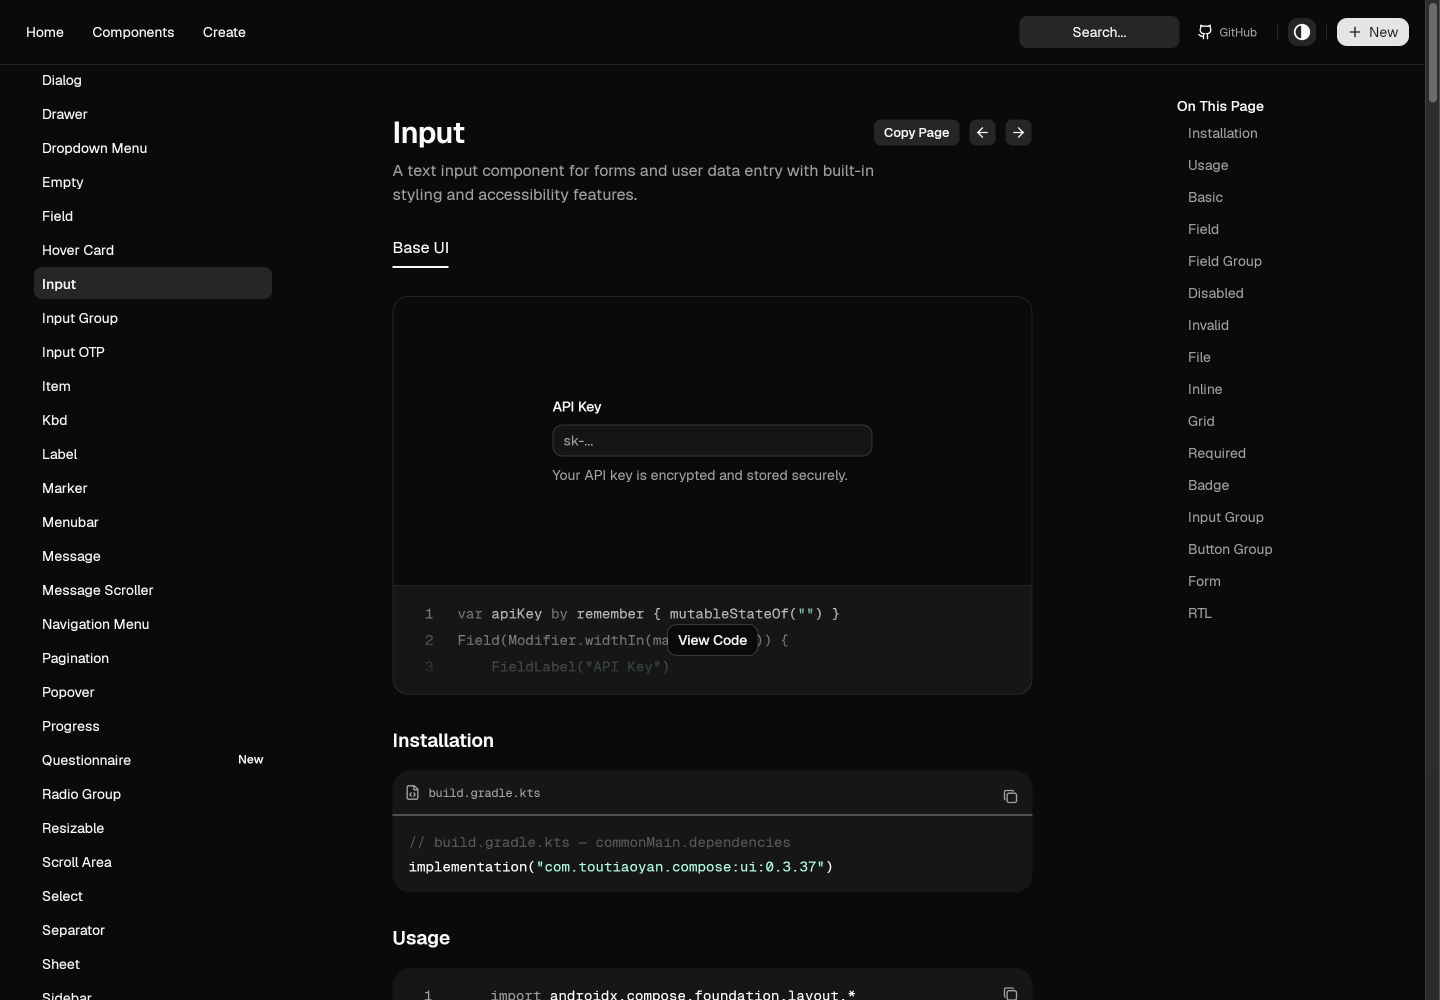 Home
Components
Create
Search...
GitHub
New
Dialog
Drawer
Dropdown Menu
Empty
Field
Hover Card
Input
Input Group
Input OTP
Item
Kbd
Label
Marker
Menubar
Message
Message Scroller
Navigation Menu
Pagination
Popover
Progress
Questionnaire New
Radio Group
Resizable
Scroll Area
Select
Separator
Sheet
Sidebar
Input
Copy Page
A text input component for forms and user data entry with built-in
styling and accessibility features.
Base UI
API Key
sk-...
Your API key is encrypted and stored securely.
1 var apiKey by remember { mutableStateOf("") }
2 Field(Modifier.widthIn( )) {
View Code
3 FieldLabel("API Key")
Installation
build.gradle.kts
// build.gradle.kts — commonMain.dependencies
implementation("com.toutiaoyan.compose:ui:0.3.37")
Usage
1 import androidx.compose.foundation.layout.*
On This Page
Installation
Usage
Basic
Field
Field Group
Disabled
Invalid
File
Inline
Grid
Required
Badge
Input Group
Button Group
Form
RTL